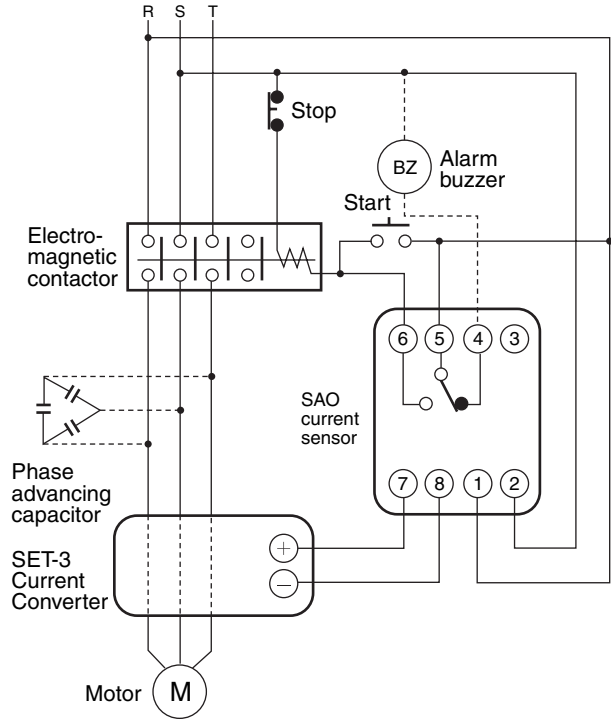 R S T
Stop
BZ
Alarm
buzzer
Start
Electro-
magnetic
contactor
6 5 4 3
SAO
current
sensor
7 8 1 2
Phase
advancing
capacitor
SET-3
Current
Converter
+
−
Motor
M